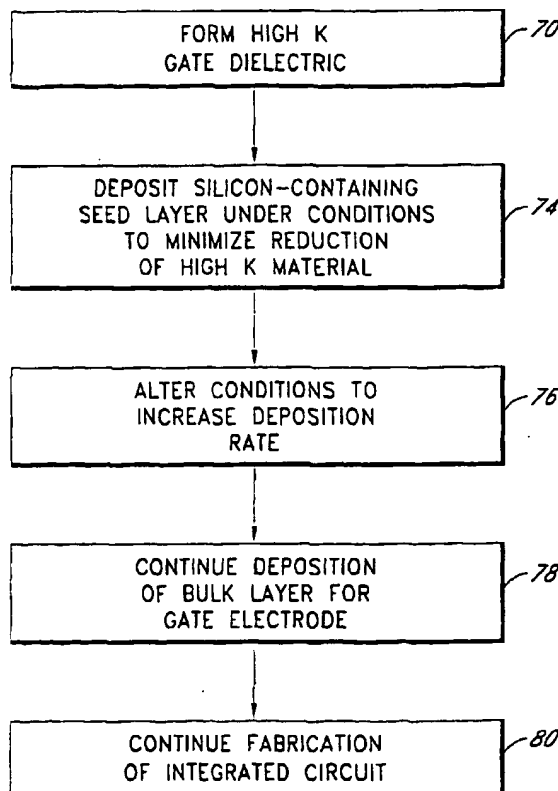 FORM HIGH K
GATE DIELECTRIC
70
DEPOSIT SILICON-CONTAINING
SEED LAYER UNDER CONDITIONS
TO MINIMIZE REDUCTION
OF HIGH K MATERIAL
74
ALTER CONDITIONS TO
INCREASE DEPOSITION
RATE
76
CONTINUE DEPOSITION
OF BULK LAYER FOR
GATE ELECTRODE
78
CONTINUE FABRICATION
OF INTEGRATED CIRCUIT
80